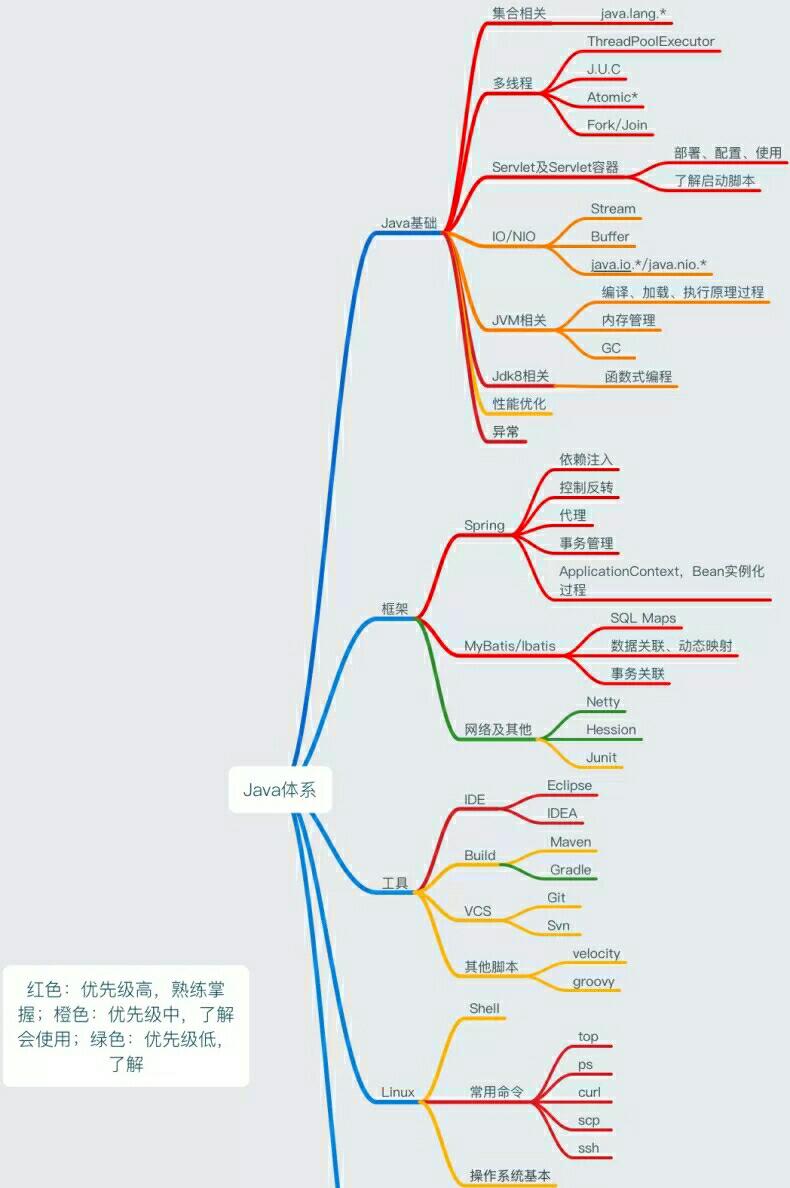 集合相关
java.lang.*
ThreadPoolExecutor
J.U.C
多线程
Atomic*
Fork/Join
部署、配置、使用
Servlet及Servlet容器
了解启动脚本
Stream
Java基础
IO/NIO
Buffer
java.io.*/java.nio.*
编译、加载、执行原理过程
JVM相关
内存管理
GC
Jdk8相关
函数式编程
性能优化
异常
依赖注入
控制反转
Spring
代理
事务管理
ApplicationContext，Bean实例化
过程
框架
SQL Maps
MyBatis/Ibatis
数据关联、动态映射
事务关联
Netty
网络及其他
Hession
Junit
Java体系
Eclipse
IDE
IDEA
Maven
Build
Gradle
工具
Git
VCS
Svn
velocity
其他脚本
groovy
红色：优先级高，熟练掌
握；橙色：优先级中，了解
会使用；绿色：优先级低，
了解
Shell
top
ps
Linux
常用命令
curl
scp
ssh
操作系统基本